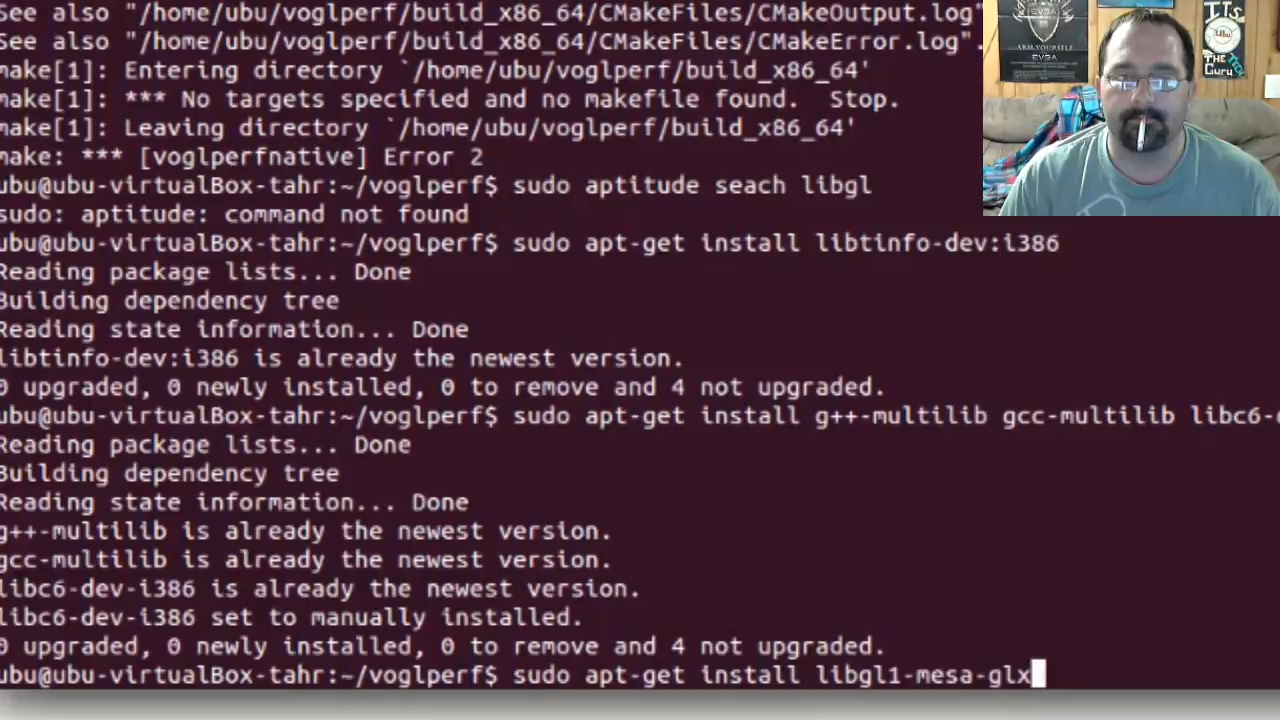 See also "/home/ubu/voglperf/build_x86_64/CMakeFiles/CMakeOutput.log"
See also "/home/ubu/voglperf/build_x86_64/CMakeFiles/CMakeError.log".
make[1]: Entering directory `/home/ubu/voglperf/build_x86_64'
make[1]: *** No targets specified and no makefile found.  Stop.
make[1]: Leaving directory `/home/ubu/voglperf/build_x86_64'
make: *** [voglperfnative] Error 2
ubu@ubu-virtualBox-tahr:~/voglperf$ sudo aptitude seach libgl
sudo: aptitude: command not found
ubu@ubu-virtualBox-tahr:~/voglperf$ sudo apt-get install libtinfo-dev:i386
Reading package lists... Done
Building dependency tree
Reading state information... Done
libtinfo-dev:i386 is already the newest version.
0 upgraded, 0 newly installed, 0 to remove and 4 not upgraded.
ubu@ubu-virtualBox-tahr:~/voglperf$ sudo apt-get install g++-multilib gcc-multilib libc6-
Reading package lists... Done
Building dependency tree
Reading state information... Done
g++-multilib is already the newest version.
gcc-multilib is already the newest version.
libc6-dev-i386 is already the newest version.
libc6-dev-i386 set to manually installed.
0 upgraded, 0 newly installed, 0 to remove and 4 not upgraded.
ubu@ubu-virtualBox-tahr:~/voglperf$ sudo apt-get install libgl1-mesa-glx
EVGA
ARM YOURSELF
EVGA
IT'S
Ubu
THE
TECH
Guru